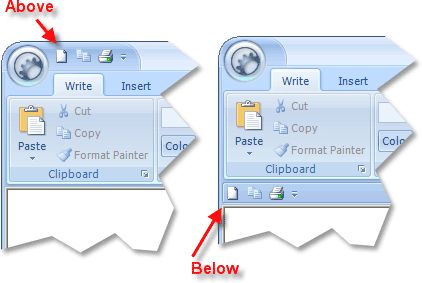 Above
Write Insert
Cut
Copy
Paste
Format Painter
Clipboard
Colo
Write Insert
Cut
Copy
Paste
Format Painter
Clipboard
Colo
Below